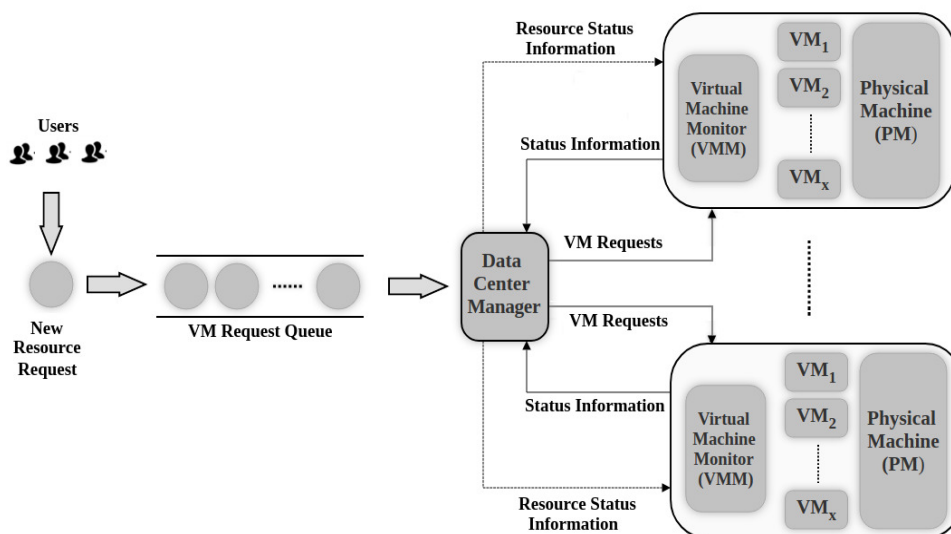 Users
New
Resource
Request
VM Request Queue
Data
Center
Manager
Resource Status
Information
Status Information
VM Requests
VM Requests
Status Information
Resource Status
Information
Virtual
Machine
Monitor
(VMM)
VM1
VM2
VMx
Physical
Machine
(PM)
Virtual
Machine
Monitor
(VMM)
VM1
VM2
VMx
Physical
Machine
(PM)